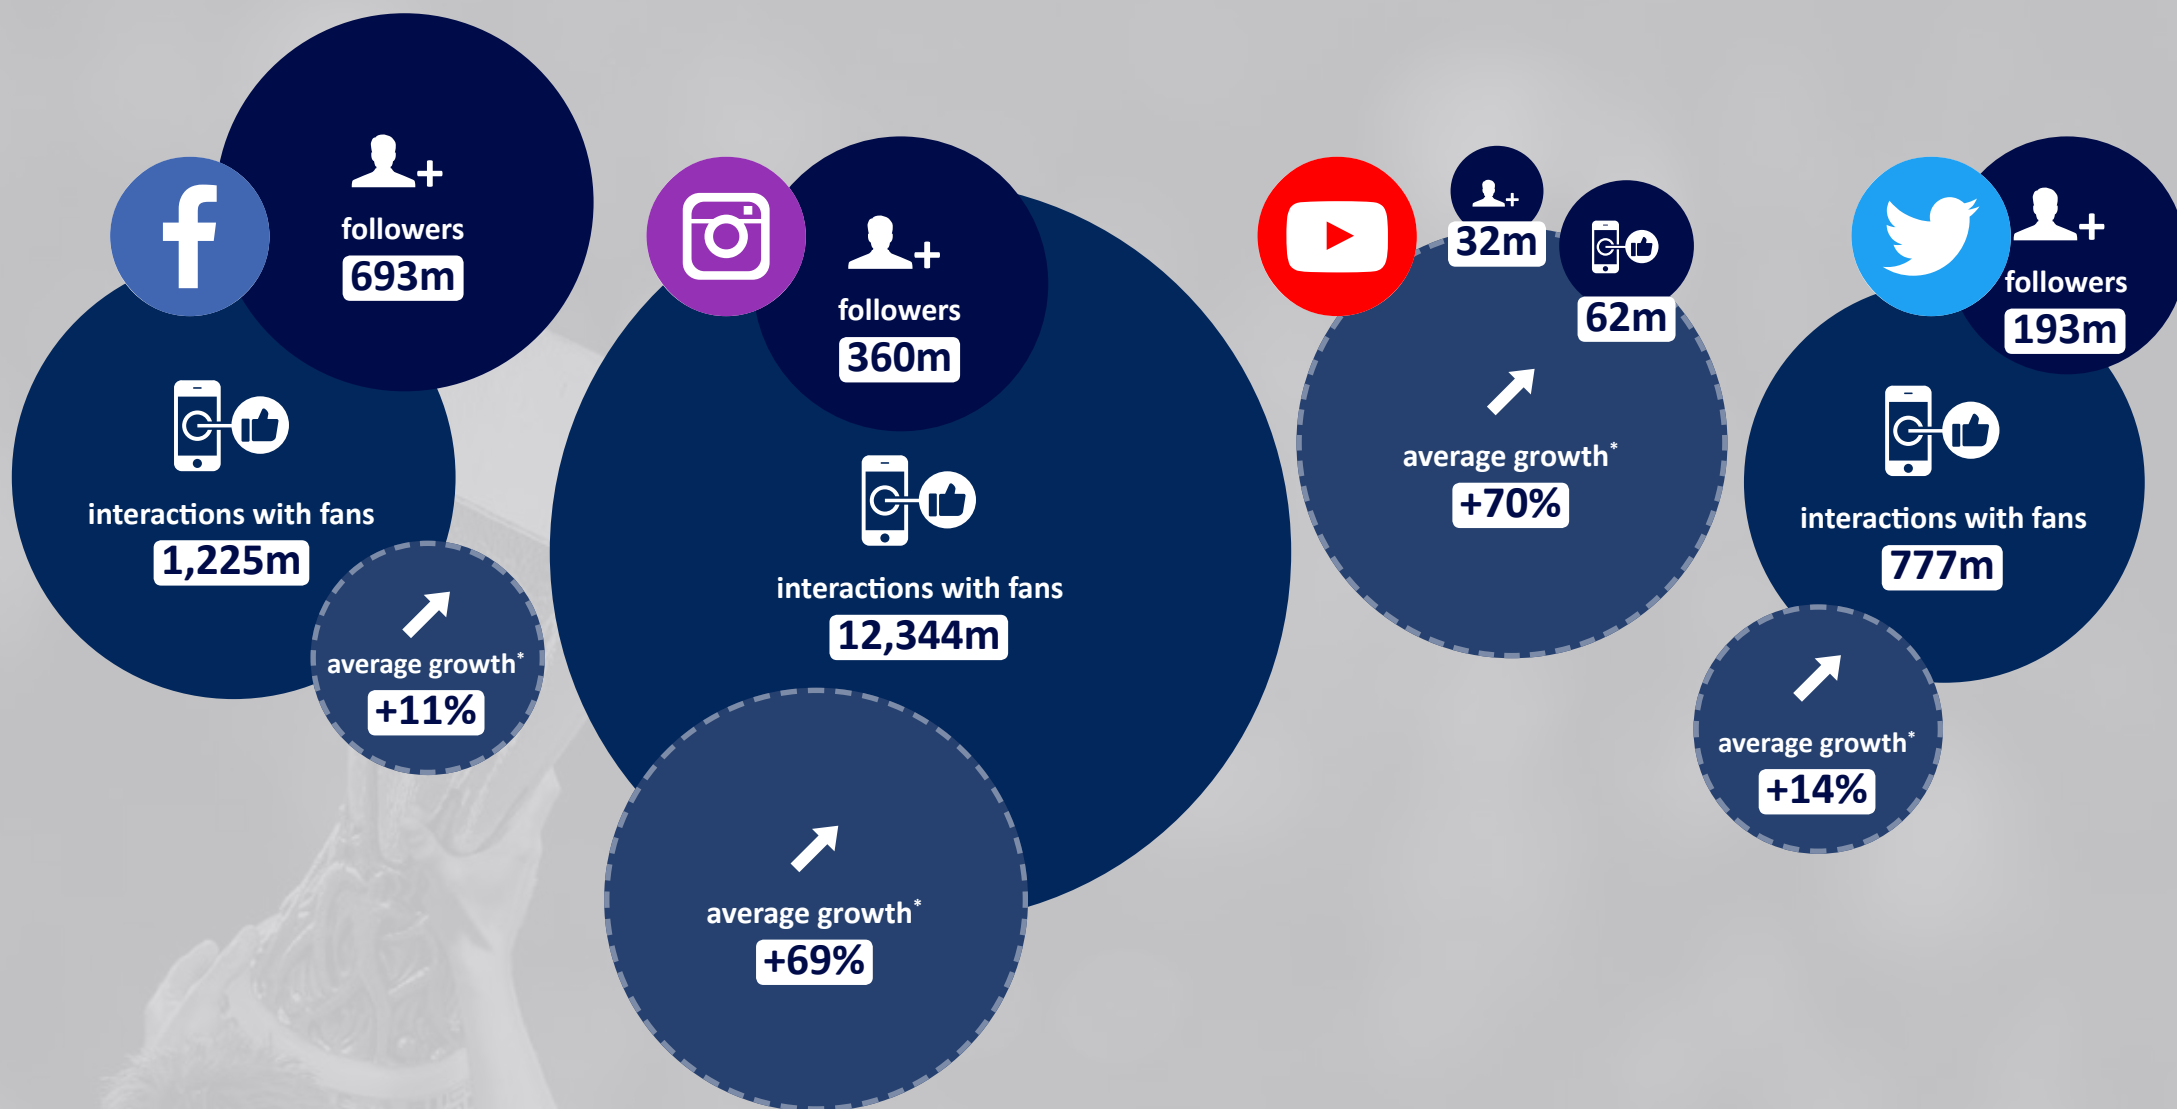 followers
693m
interactions with fans
1,225m
average growth*
+11%
followers
360m
interactions with fans
12,344m
average growth*
+69%
32m
62m
average growth*
+70%
followers
193m
interactions with fans
777m
average growth*
+14%